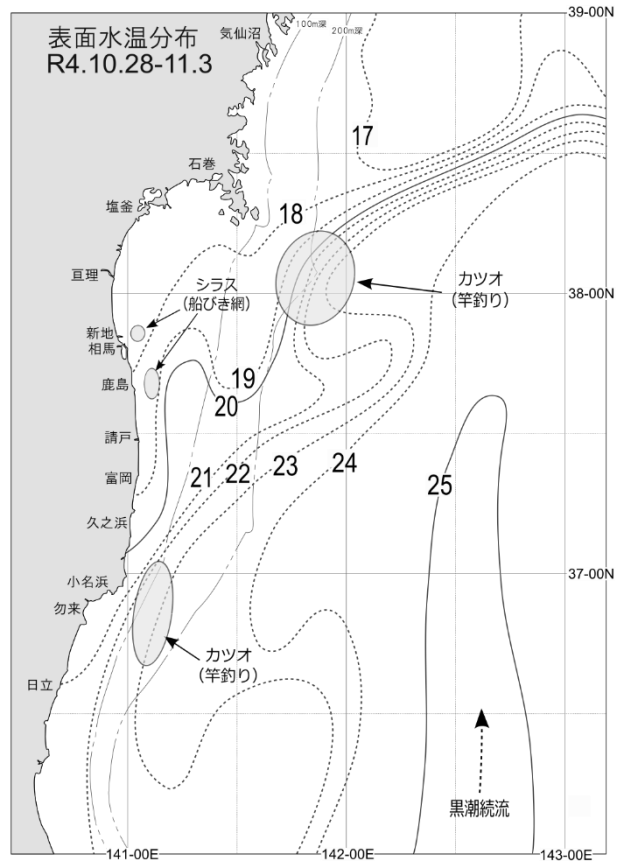 39-00N
表面水温分布
R4.10.28-11.3
気仙沼
100m深
200m深
17
石巻
塩釜
18
亘理
シラス
(船びき網)
カツオ
(竿釣り)
38-00N
新地
相馬
鹿島
19
20
請戸
富岡
21
22
23
24
25
久之浜
小名浜
37-00N
勿来
カツオ
(竿釣り)
日立
黒潮続流
141-00E
142-00E
143-00E